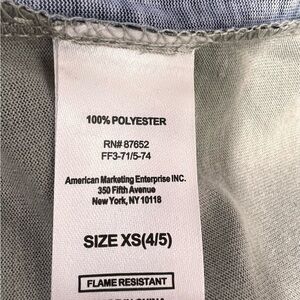 100% POLYESTER
RN# 87652
FF3-71/5-74
American Marketing Enterprise INC.
350 Fifth Avenue
New York, NY 10118
SIZE XS(4/5)
FLAME RESISTANT